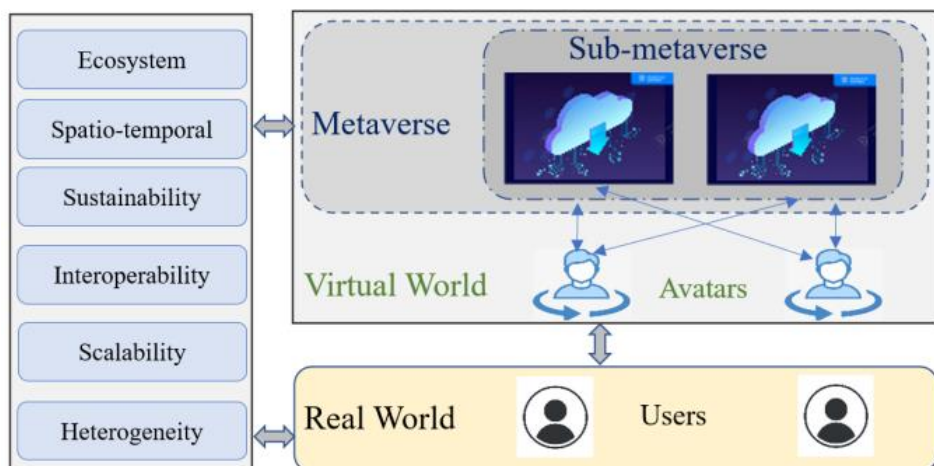 Ecosystem
Spatio-temporal
Sustainability
Interoperability
Scalability
Heterogeneity
Sub-metaverse
Metaverse
Virtual World
Avatars
Real World
Users